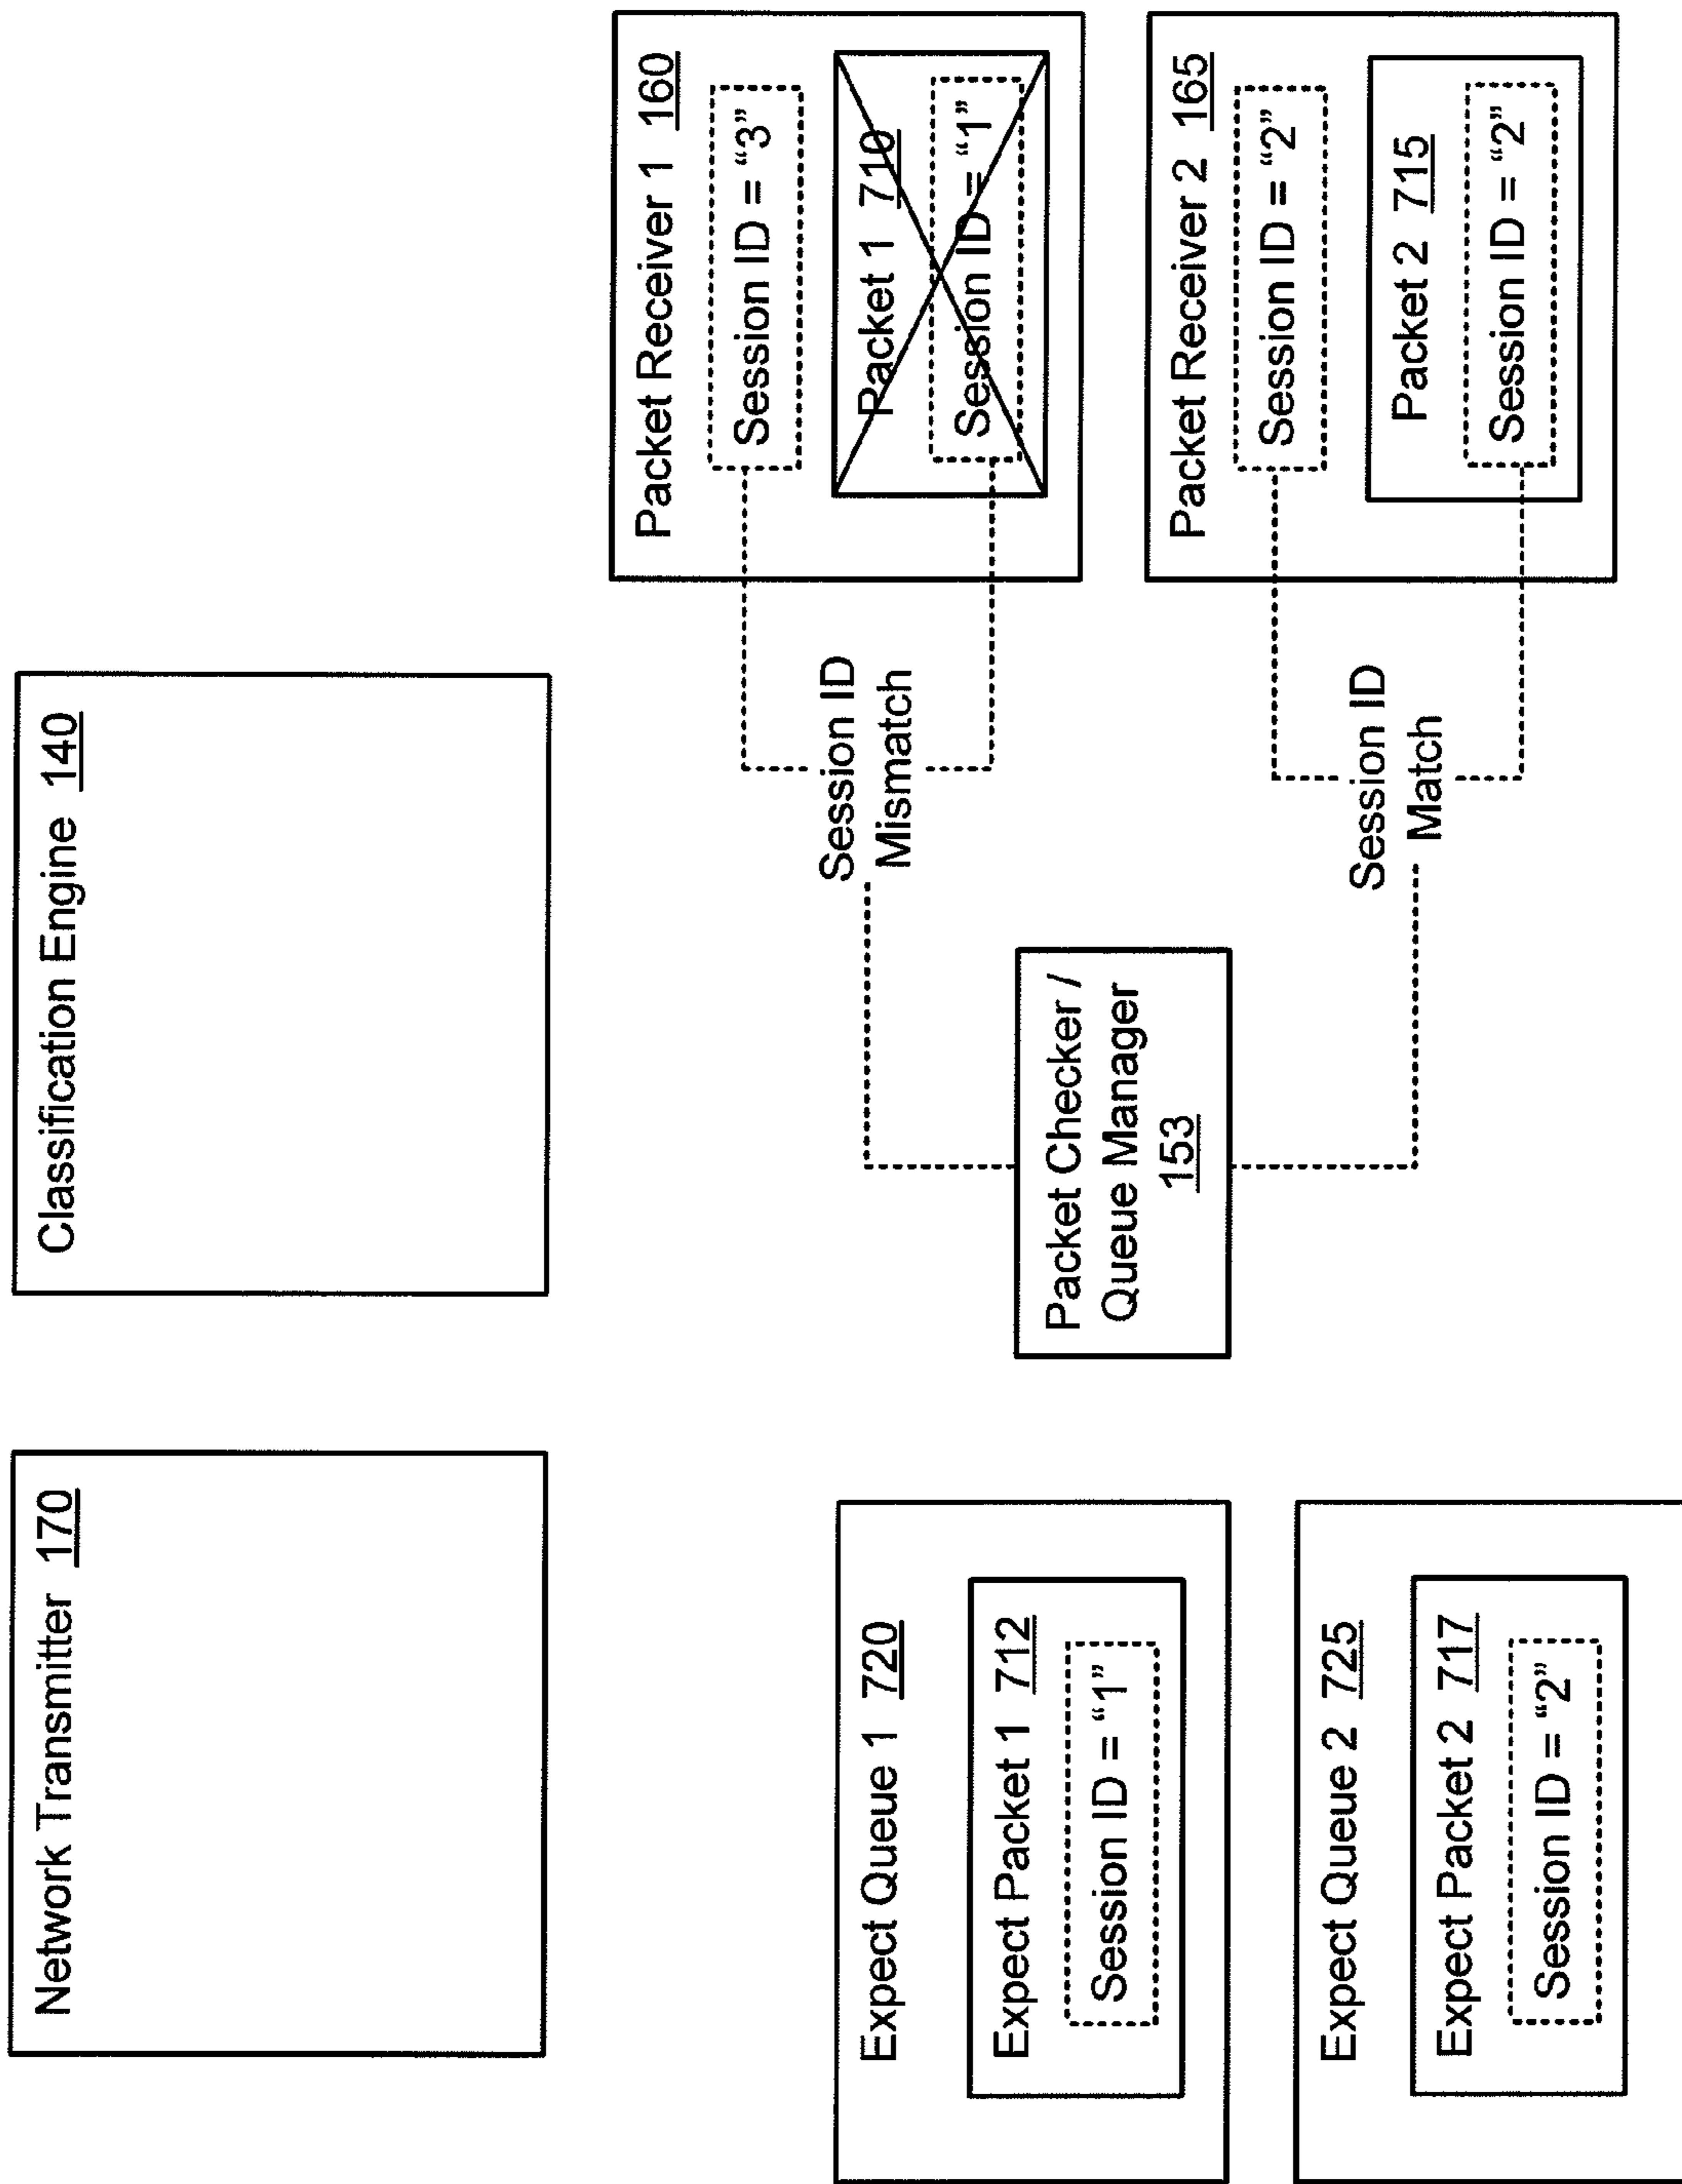 Network Transmitter 170
Classification Engine 140
Expect Queue 1 720
Expect Packet 1 712
Session ID = “1”
Expect Queue 2 725
Expect Packet 2 717
Session ID = “2”
Packet Checker /
Queue Manager
153
Session ID
Mismatch
Session ID
Match
Packet Receiver 1 160
Session ID = “3”
Packet 1 710
Session ID = “1”
Packet Receiver 2 165
Session ID = “2”
Packet 2 715
Session ID = “2”